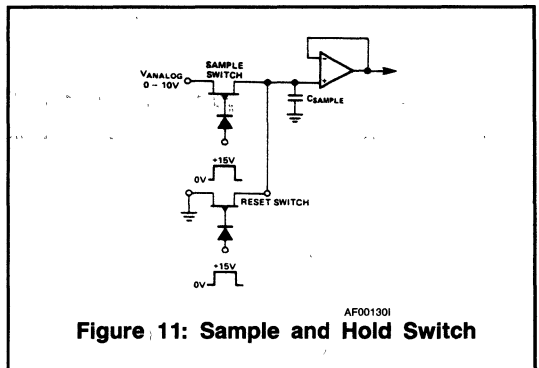 SAMPLE
SWITCH
VANALOG
0 – 10V
−
+
CSAMPLE
+15V
0V
RESET SWITCH
+15V
0V
AF00130I
Figure 11: Sample and Hold Switch